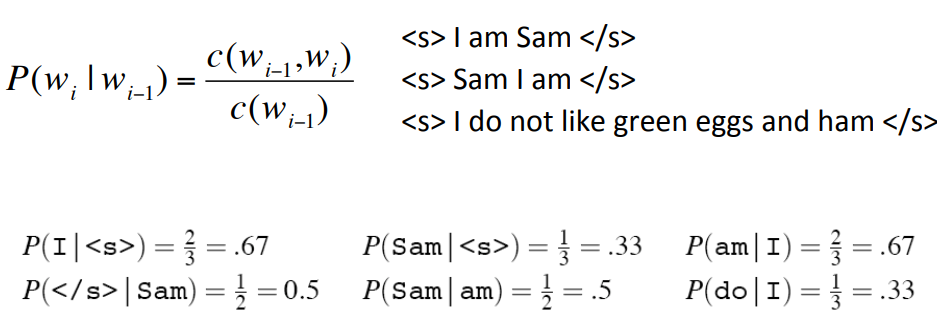 P(w_i | w_{i-1}) = c(w_{i-1}, w_i) / c(w_{i-1})
<s> I am Sam </s>
<s> Sam I am </s>
<s> I do not like green eggs and ham </s>
P(I|<s>) = 2/3 = .67 P(Sam|<s>) = 1/3 = .33 P(am|I) = 2/3 = .67
P(</s>|Sam) = 1/2 = 0.5 P(Sam|am) = 1/2 = .5 P(do|I) = 1/3 = .33